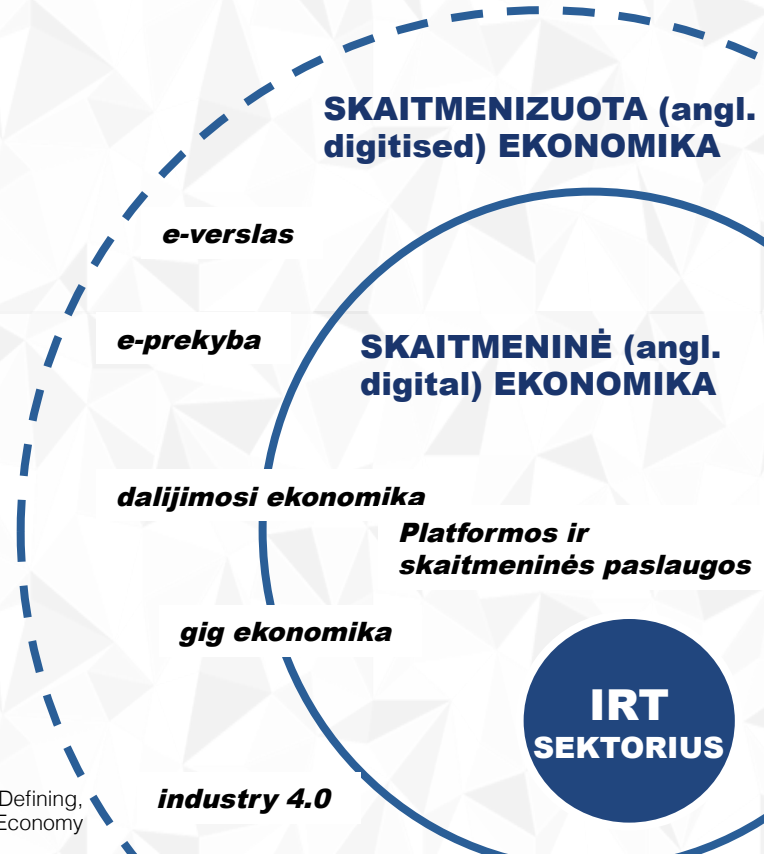 SKAITMENIZUOTA (angl.
digitised) EKONOMIKA
e-verslas
e-prekyba
SKAITMENINĖ (angl.
digital) EKONOMIKA
dalijimosi ekonomika
Platformos ir
skaitmeninės paslaugos
gig ekonomika
IRT
SEKTORIUS
industry 4.0
Defining,
Economy